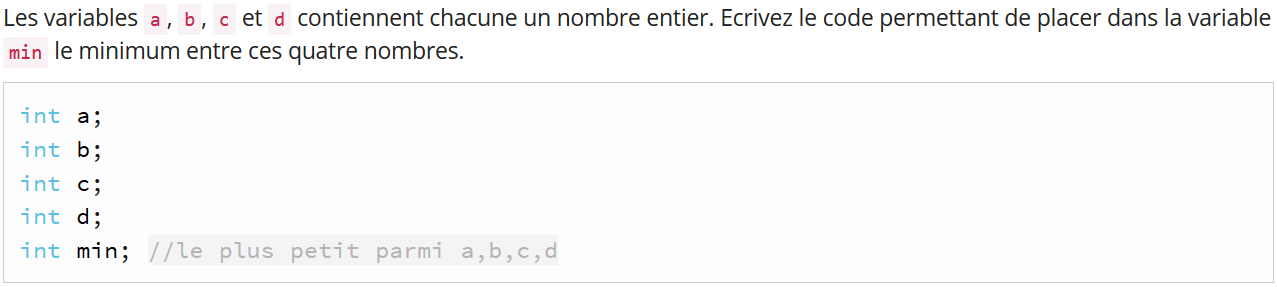 Les variables a, b, c et d contiennent chacune un nombre entier. Ecrivez le code permettant de placer dans la variable
min le minimum entre ces quatre nombres.
int a;
int b;
int c;
int d;
int min; //le plus petit parmi a,b,c,d